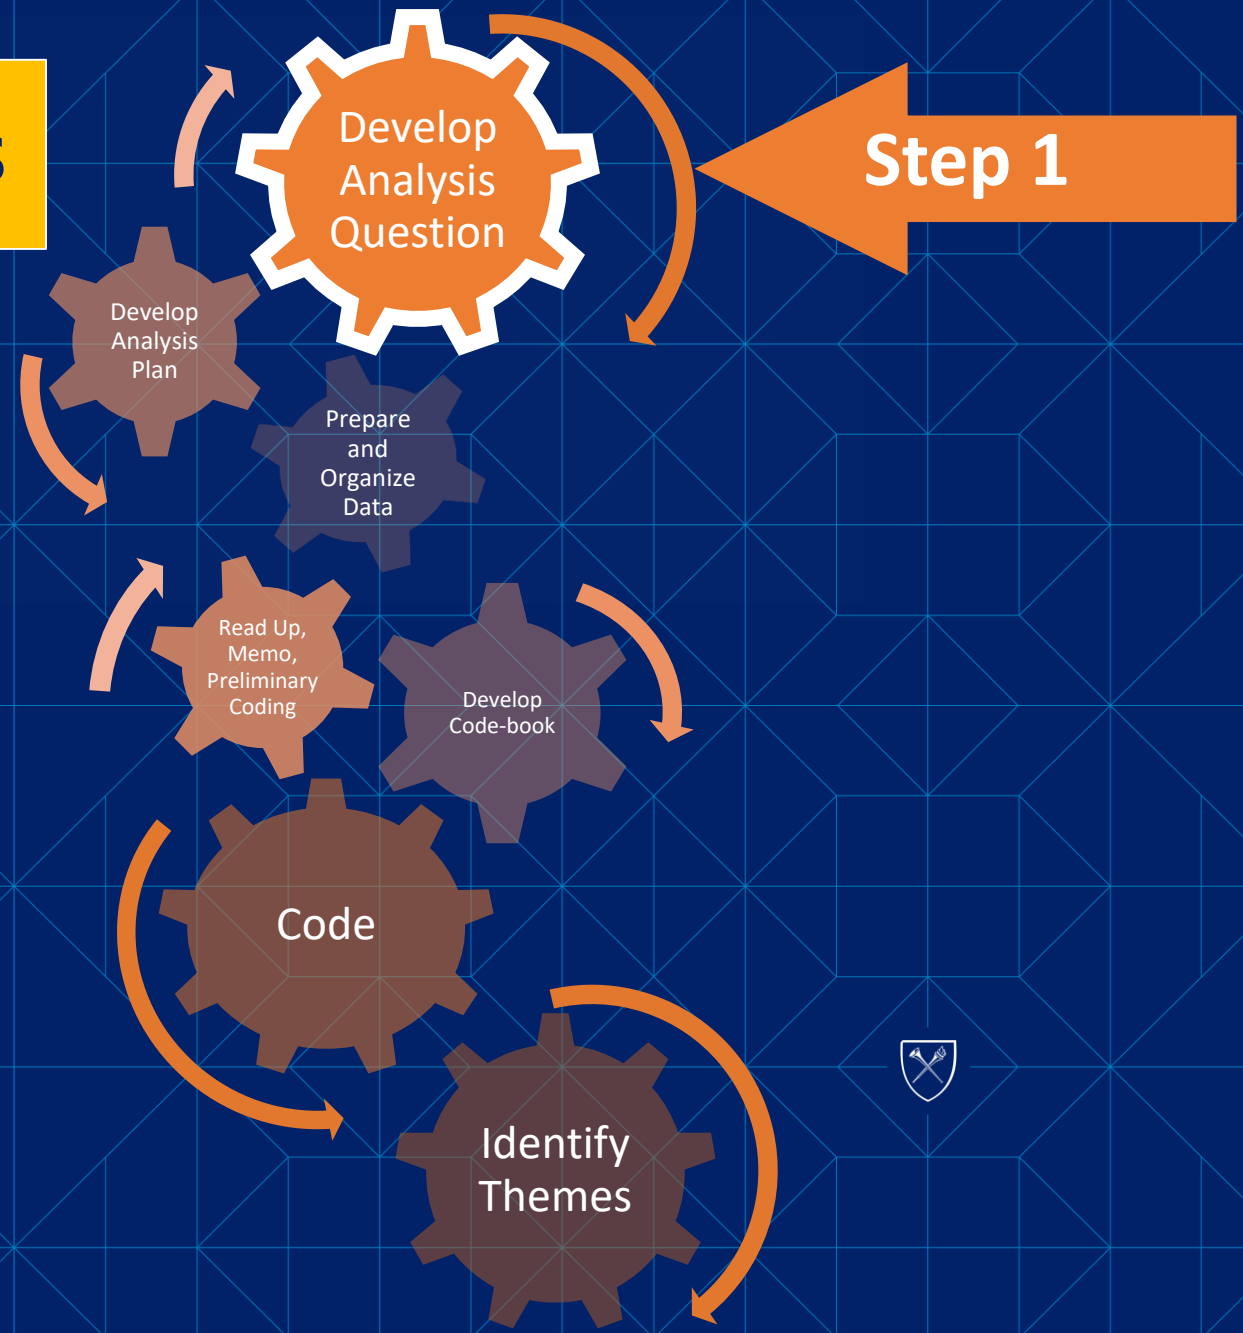 Develop
Analysis
Question
Step 1
Develop
Analysis
Plan
Prepare
and
Organize
Data
Read Up,
Memo,
Preliminary
Coding
Develop
Code-book
Code
Identify
Themes